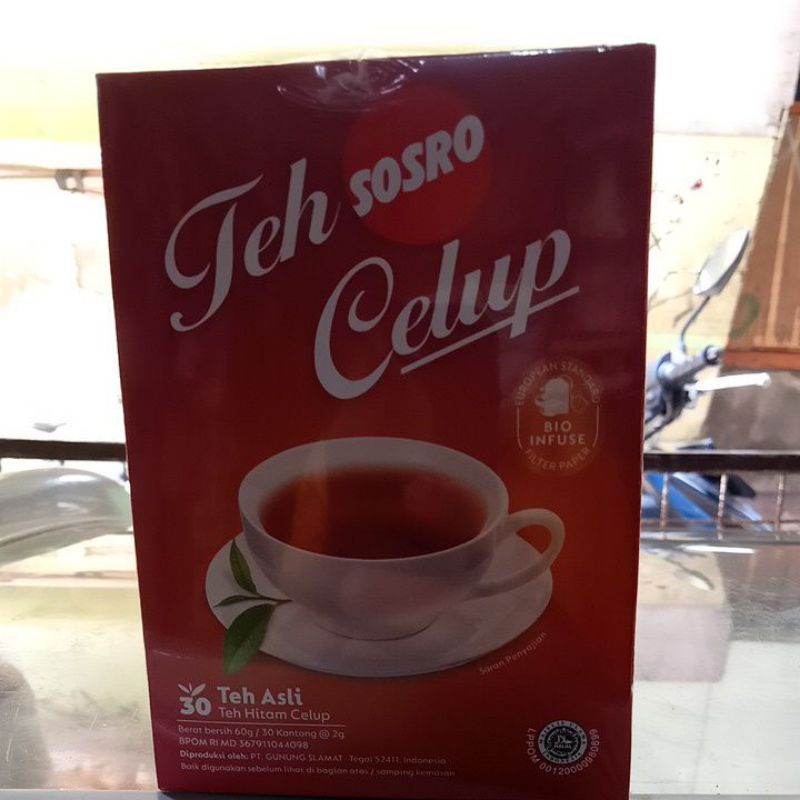 Teh SOSRO
Celup
EUROPEAN STANDARD
BIO
INFUSE
FILTER PAPER
Saran Penyajian
30 Teh Asli
Teh Hitam Celup
Berat bersih 60g / 30 Kantong @ 2g
BPOM RI MD 367911044098
Diproduksi oleh: PT. GUNUNG SLAMAT Tegal 52411, Indonesia
Baik digunakan sebelum lihat di bagian atas / samping kemasan
HALAL
LPPOM 00120000980899